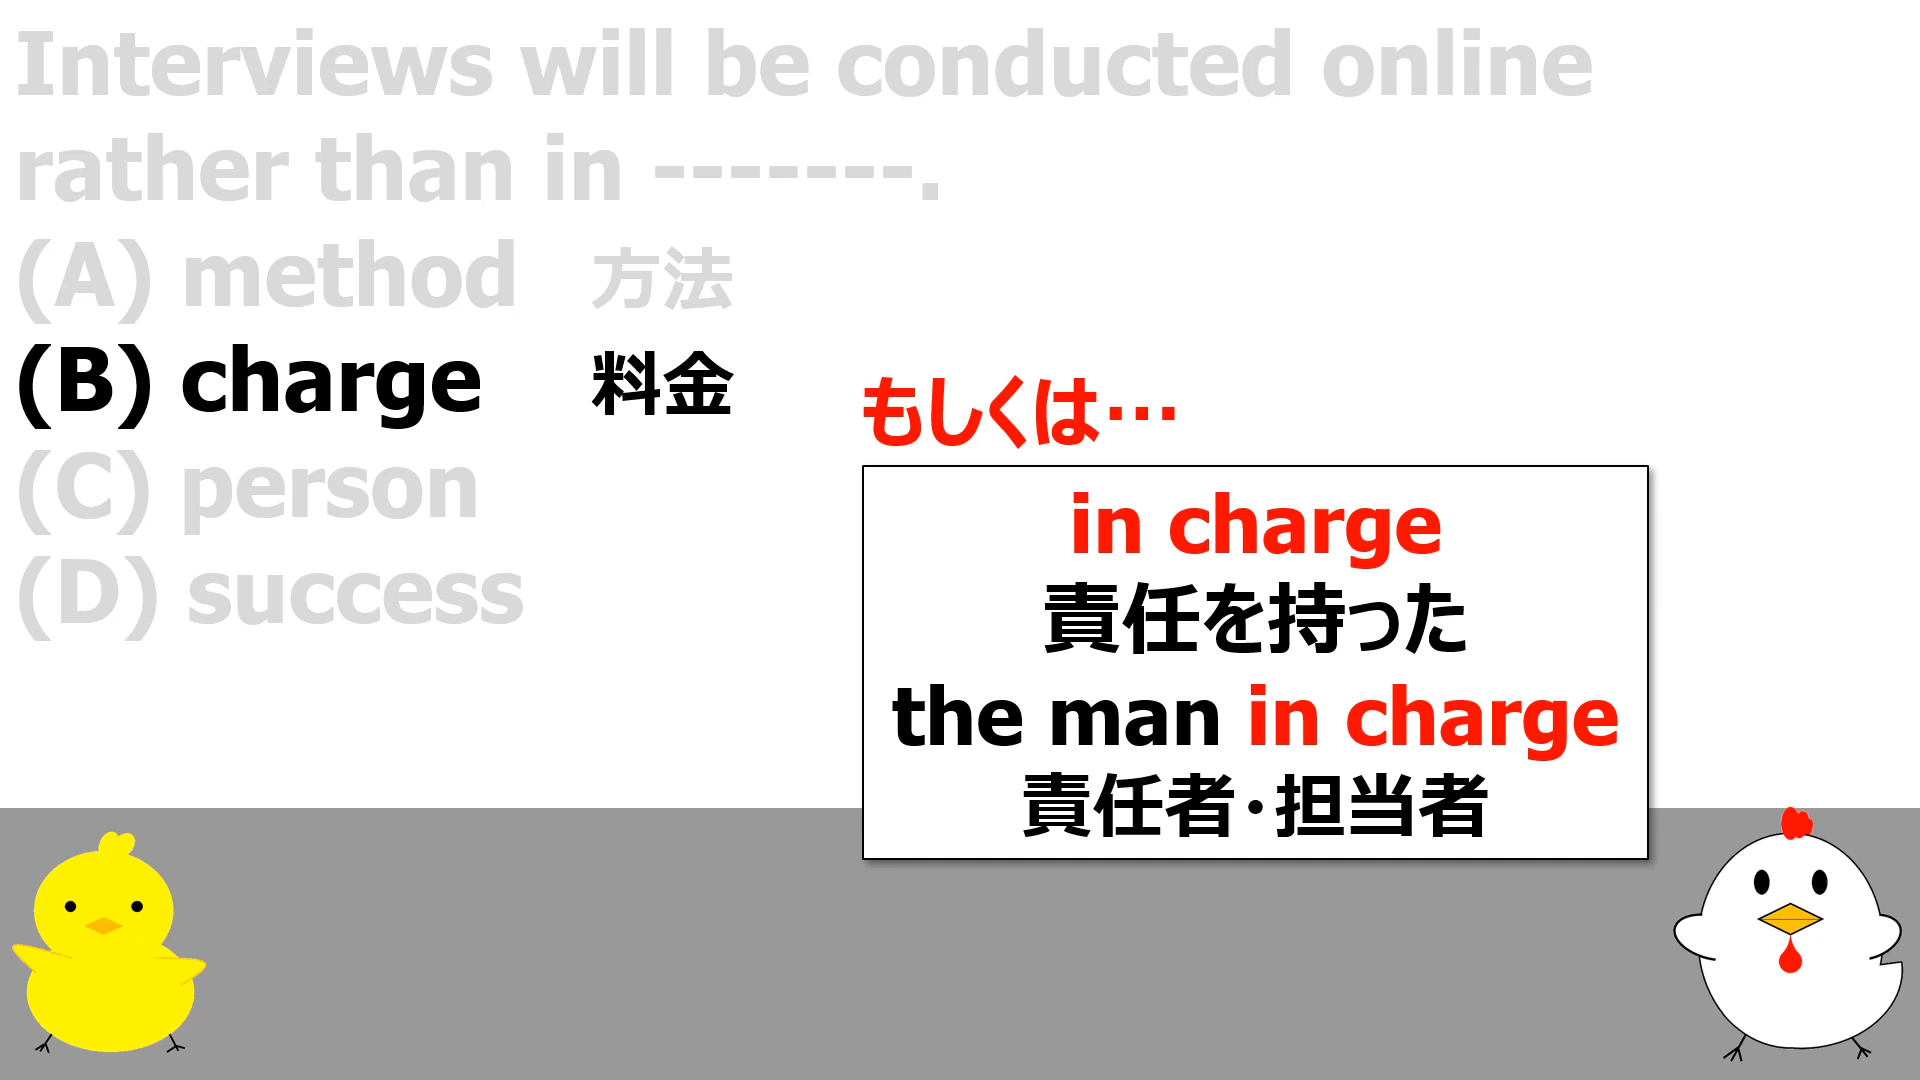 Interviews will be conducted online
rather than in -------.
(A) method 方法
(B) charge 料金
もしくは…
(C) person
(D) success
in charge
責任を持った
the man in charge
責任者・担当者